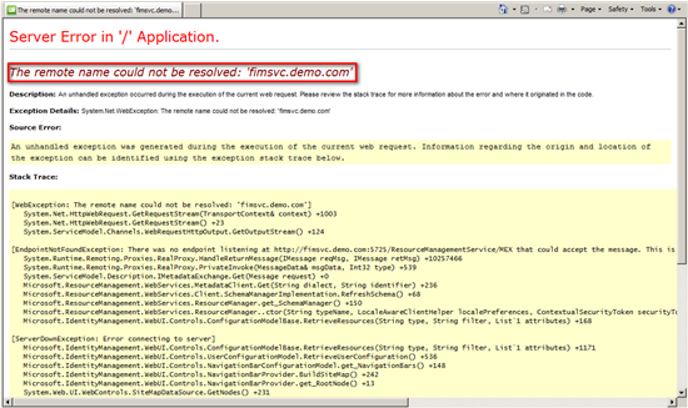 The remote name could not be resolved: 'fimsvc.demo....
Page
Safety
Tools
Server Error in '/' Application.
The remote name could not be resolved: 'fimsvc.demo.com'
Description: An unhandled exception occurred during the execution of the current web request. Please review the stack trace for more information about the error and where it originated in the code.
Exception Details: System.Net.WebException: The remote name could not be resolved: 'fimsvc.demo.com'
Source Error:
An unhandled exception was generated during the execution of the current web request. Information regarding the origin and location of
the exception can be identified using the exception stack trace below.
Stack Trace:
[WebException: The remote name could not be resolved: 'fimsvc.demo.com']
System.Net.HttpWebRequest.GetRequestStream(TransportContext& context) +1003
System.Net.HttpWebRequest.GetRequestStream() +23
System.ServiceModel.Channels.WebRequestHttpOutput.GetOutputStream() +124
[EndpointNotFoundException: There was no endpoint listening at http://fimsvc.demo.com:5725/ResourceManagementService/MEX that could accept the message. This is
System.Runtime.Remoting.Proxies.RealProxy.HandleReturnMessage(IMessage reqMsg, IMessage retMsg) +10257466
System.Runtime.Remoting.Proxies.RealProxy.PrivateInvoke(MessageData& msgData, Int32 type) +539
System.ServiceModel.Description.IMetadataExchange.Get(Message request) +0
Microsoft.ResourceManagement.WebServices.MetadataClient.Get(String dialect, String identifier) +236
Microsoft.ResourceManagement.WebServices.Client.SchemaManagerImplementation.RefreshSchema() +68
Microsoft.ResourceManagement.WebServices.ResourceManager.get_SchemaManager() +150
Microsoft.ResourceManagement.WebServices.ResourceManager..ctor(String typeName, LocaleAwareClientHelper localePreferences, ContextualSecurityToken securityTo
Microsoft.IdentityManagement.WebUI.Controls.ConfigurationModelBase.RetrieveResources(String type, String filter, List`1 attributes) +168
[ServerDownException: Error connecting to server]
Microsoft.IdentityManagement.WebUI.Controls.ConfigurationModelBase.RetrieveResources(String type, String filter, List`1 attributes) +1171
Microsoft.IdentityManagement.WebUI.Controls.UserConfigurationModel.RetrieveUserConfiguration() +536
Microsoft.IdentityManagement.WebUI.Controls.NavigationBarConfigurationModel.get_NavigationBars() +148
Microsoft.IdentityManagement.WebUI.Controls.NavigationBarProvider.BuildSiteMap() +242
Microsoft.IdentityManagement.WebUI.Controls.NavigationBarProvider.get_RootNode() +13
System.Web.UI.WebControls.SiteMapDataSource.GetNodes() +231